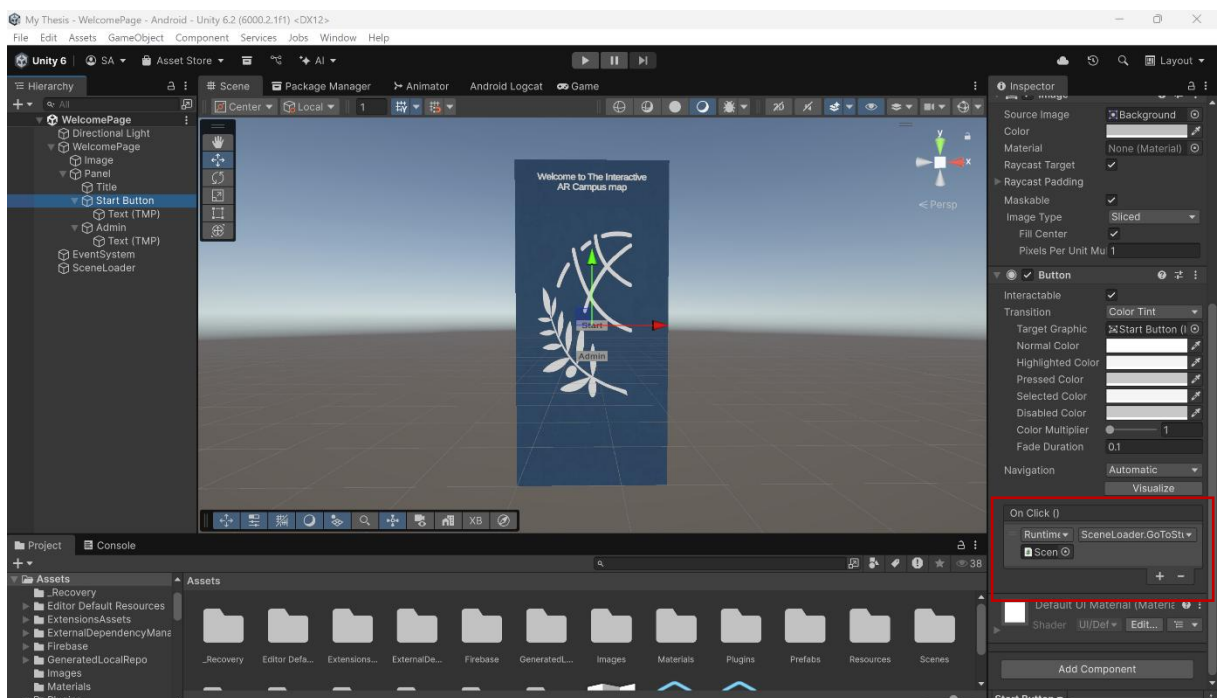 My Thesis - WelcomePage - Android - Unity 6.2 (6000.2.1f1) <DX12>
File Edit Assets GameObject Component Services Jobs Window Help
Unity 6 SA Asset Store AI Layout
Hierarchy
All
WelcomePage
Directional Light
WelcomePage
Image
Panel
Title
Start Button
Text (TMP)
Admin
Text (TMP)
EventSystem
SceneLoader
Scene Package Manager Animator Android Logcat Game
Center Local 1 2D
y
x
Persp
Welcome to The Interactive
AR Campus map
Start
Admin
XB
Inspector
Image
Source Image Background
Color
Material None (Material)
Raycast Target
Raycast Padding
Maskable
Image Type Sliced
Fill Center
Pixels Per Unit Mu 1
Button
Interactable
Transition Color Tint
Target Graphic Start Button (I
Normal Color
Highlighted Color
Pressed Color
Selected Color
Disabled Color
Color Multiplier 1
Fade Duration 0.1
Navigation Automatic
Visualize
On Click ()
Runtime SceneLoader.GoToStu
Scen
+ -
Default UI Material (Materia
Shader UI/Def Edit...
Add Component
Start Button
Project Console
38
Assets
_Recovery
Editor Default Resources
ExtensionsAssets
ExternalDependencyMana
Firebase
GeneratedLocalRepo
Images
Materials
Assets
_Recovery Editor Defa... Extensions... ExternalDe... Firebase GeneratedL... Images Materials Plugins Prefabs Resources Scenes